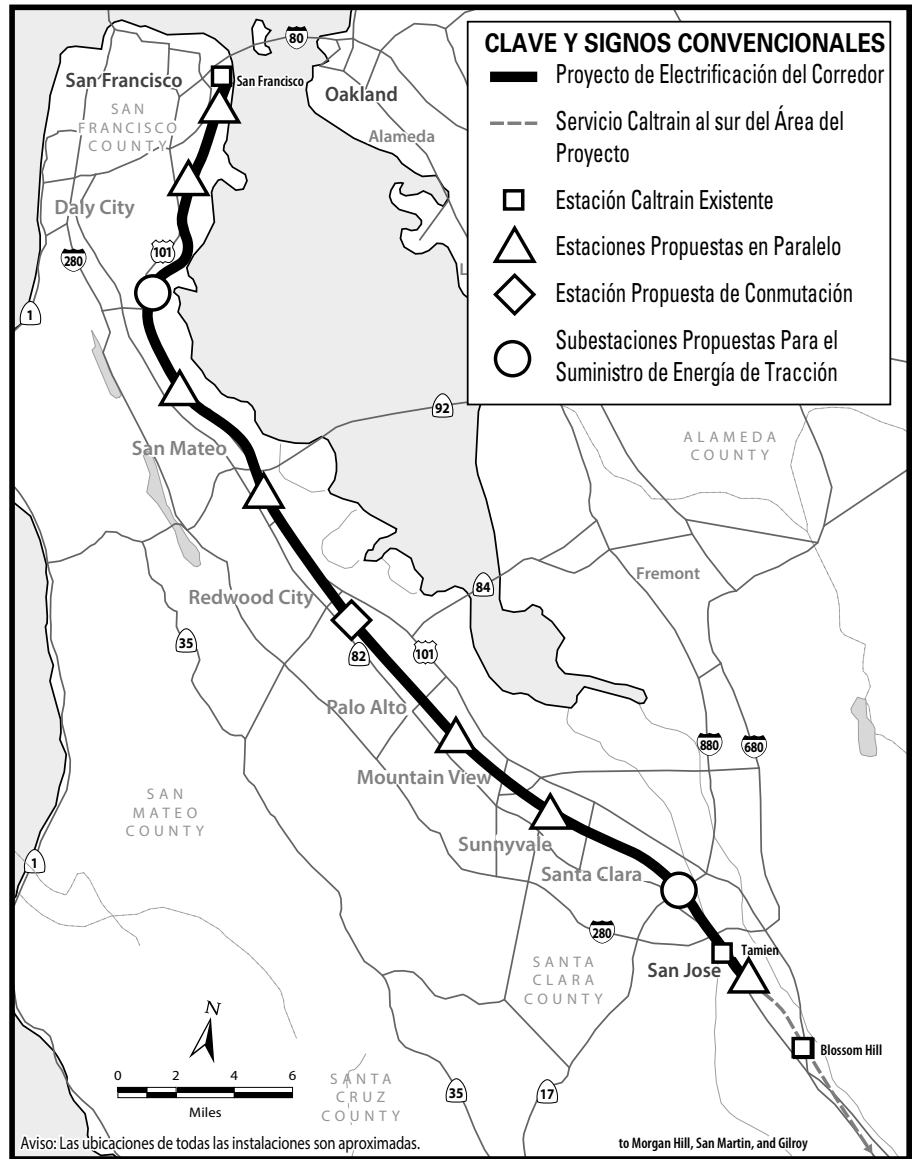 CLAVE Y SIGNOS CONVENCIONALES
Proyecto de Electrificación del Corredor
Servicio Caltrain al sur del Área del
Proyecto
Estación Caltrain Existente
Estaciones Propuestas en Paralelo
Estación Propuesta de Conmutación
Subestaciones Propuestas Para el
Suministro de Energía de Tracción
80
San Francisco
San Francisco
Oakland
SAN
FRANCISCO
COUNTY
Alameda
Daly City
101
280
1
92
San Mateo
ALAMEDA
COUNTY
Fremont
84
Redwood City
35
82
101
Palo Alto
880
680
Mountain View
SAN
MATEO
COUNTY
Sunnyvale
1
Santa Clara
280
Tamien
San Jose
SANTA
CLARA
COUNTY
N
Blossom Hill
0 2 4 6
Miles
SANTA
CRUZ
COUNTY
35
17
Aviso: Las ubicaciones de todas las instalaciones son aproximadas.
to Morgan Hill, San Martin, and Gilroy